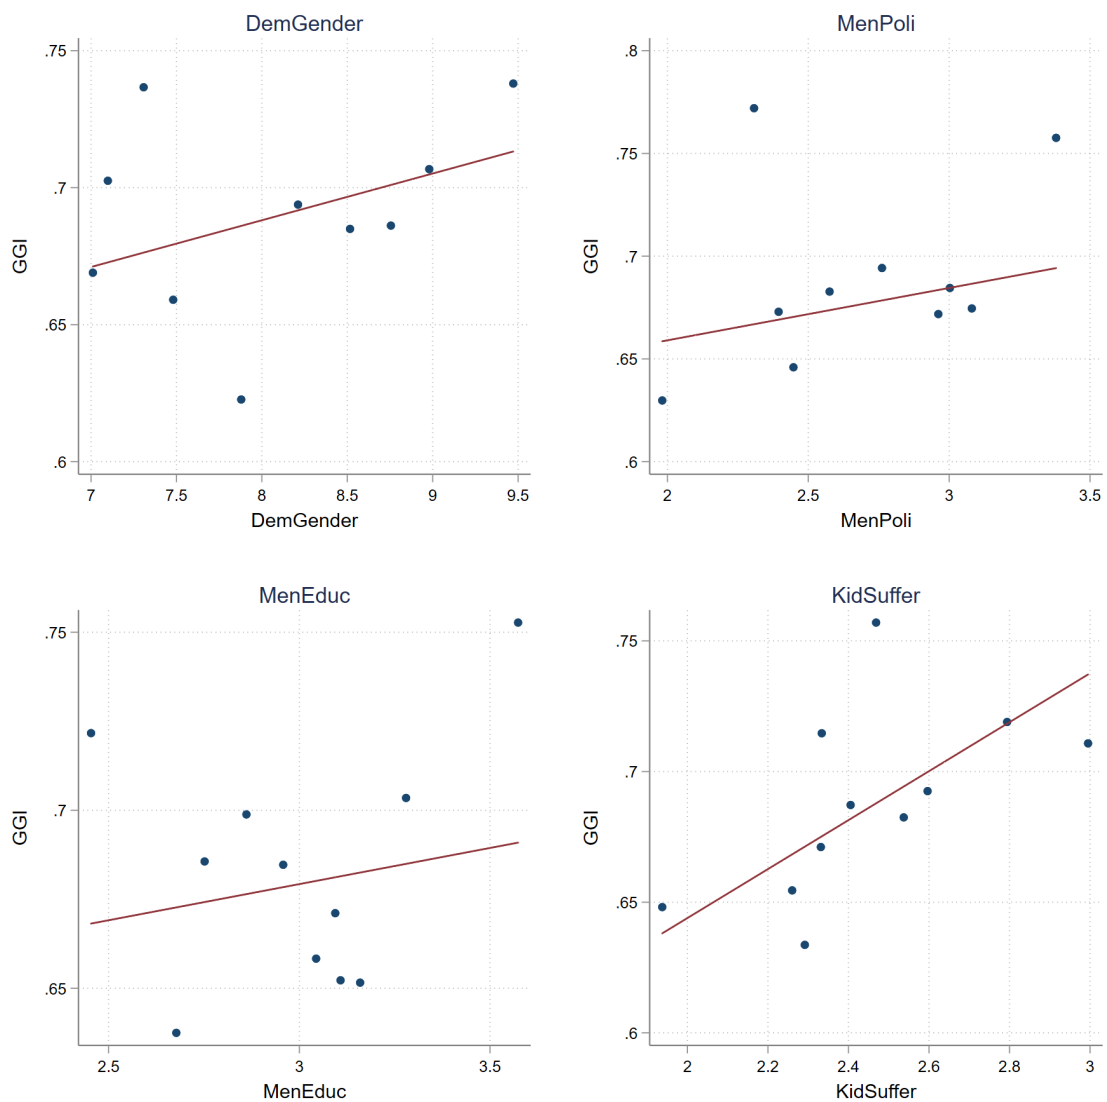 DemGender
.75
.7
.65
.6
GGI
7 7.5 8 8.5 9 9.5
DemGender
MenPoli
.8
.75
.7
.65
.6
GGI
2 2.5 3 3.5
MenPoli
MenEduc
.75
.7
.65
GGI
2.5 3 3.5
MenEduc
KidSuffer
.75
.7
.65
.6
GGI
2 2.2 2.4 2.6 2.8 3
KidSuffer